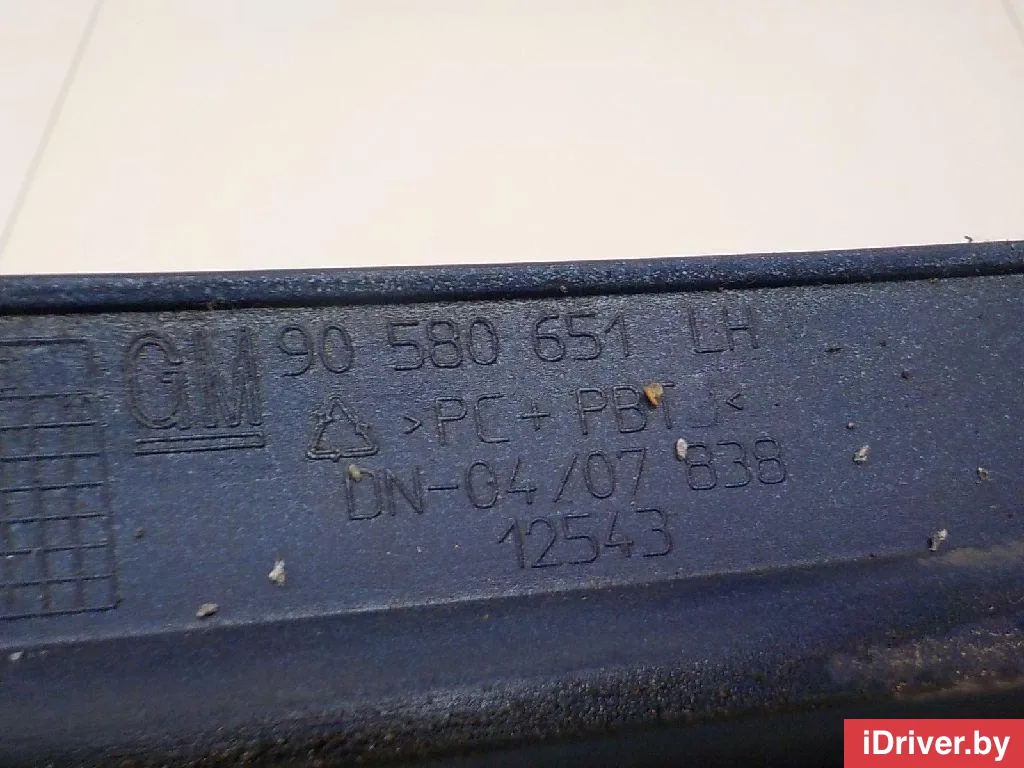 GM 90 580 651 LH
>PC + PBT<
DN-04/07 838
12543
iDriver.by